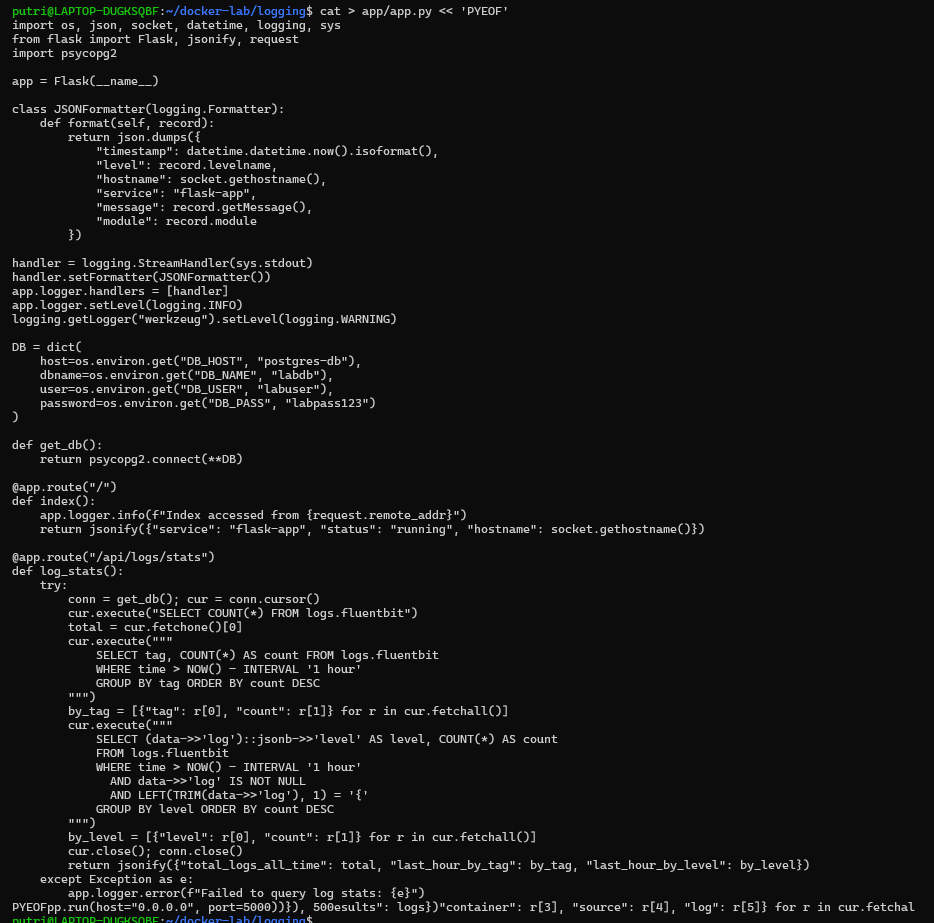 putri@LAPTOP-DUGKSQBF:~/docker-lab/logging$ cat > app/app.py << 'PYEOF'
import os, json, socket, datetime, logging, sys
from flask import Flask, jsonify, request
import psycopg2

app = Flask(__name__)

class JSONFormatter(logging.Formatter):
    def format(self, record):
        return json.dumps({
            "timestamp": datetime.datetime.now().isoformat(),
            "level": record.levelname,
            "hostname": socket.gethostname(),
            "service": "flask-app",
            "message": record.getMessage(),
            "module": record.module
        })

handler = logging.StreamHandler(sys.stdout)
handler.setFormatter(JSONFormatter())
app.logger.handlers = [handler]
app.logger.setLevel(logging.INFO)
logging.getLogger("werkzeug").setLevel(logging.WARNING)

DB = dict(
    host=os.environ.get("DB_HOST", "postgres-db"),
    dbname=os.environ.get("DB_NAME", "labdb"),
    user=os.environ.get("DB_USER", "labuser"),
    password=os.environ.get("DB_PASS", "labpass123")
)

def get_db():
    return psycopg2.connect(**DB)

@app.route("/")
def index():
    app.logger.info(f"Index accessed from {request.remote_addr}")
    return jsonify({"service": "flask-app", "status": "running", "hostname": socket.gethostname()})

@app.route("/api/logs/stats")
def log_stats():
    try:
        conn = get_db(); cur = conn.cursor()
        cur.execute("SELECT COUNT(*) FROM logs.fluentbit")
        total = cur.fetchone()[0]
        cur.execute("""
            SELECT tag, COUNT(*) AS count FROM logs.fluentbit
            WHERE time > NOW() - INTERVAL '1 hour'
            GROUP BY tag ORDER BY count DESC
        """)
        by_tag = [{"tag": r[0], "count": r[1]} for r in cur.fetchall()]
        cur.execute("""
            SELECT (data->>'log')::jsonb->>'level' AS level, COUNT(*) AS count
            FROM logs.fluentbit
            WHERE time > NOW() - INTERVAL '1 hour'
              AND data->>'log' IS NOT NULL
              AND LEFT(TRIM(data->>'log'), 1) = '{'
            GROUP BY level ORDER BY count DESC
        """)
        by_level = [{"level": r[0], "count": r[1]} for r in cur.fetchall()]
        cur.close(); conn.close()
        return jsonify({"total_logs_all_time": total, "last_hour_by_tag": by_tag, "last_hour_by_level": by_level})
    except Exception as e:
        app.logger.error(f"Failed to query log stats: {e}")
PYEOFpp.run(host="0.0.0.0", port=5000))}), 500esults": logs})"container": r[3], "source": r[4], "log": r[5]} for r in cur.fetchal
putri@LAPTOP-DUGKSQBF:~/docker-lab/logging$